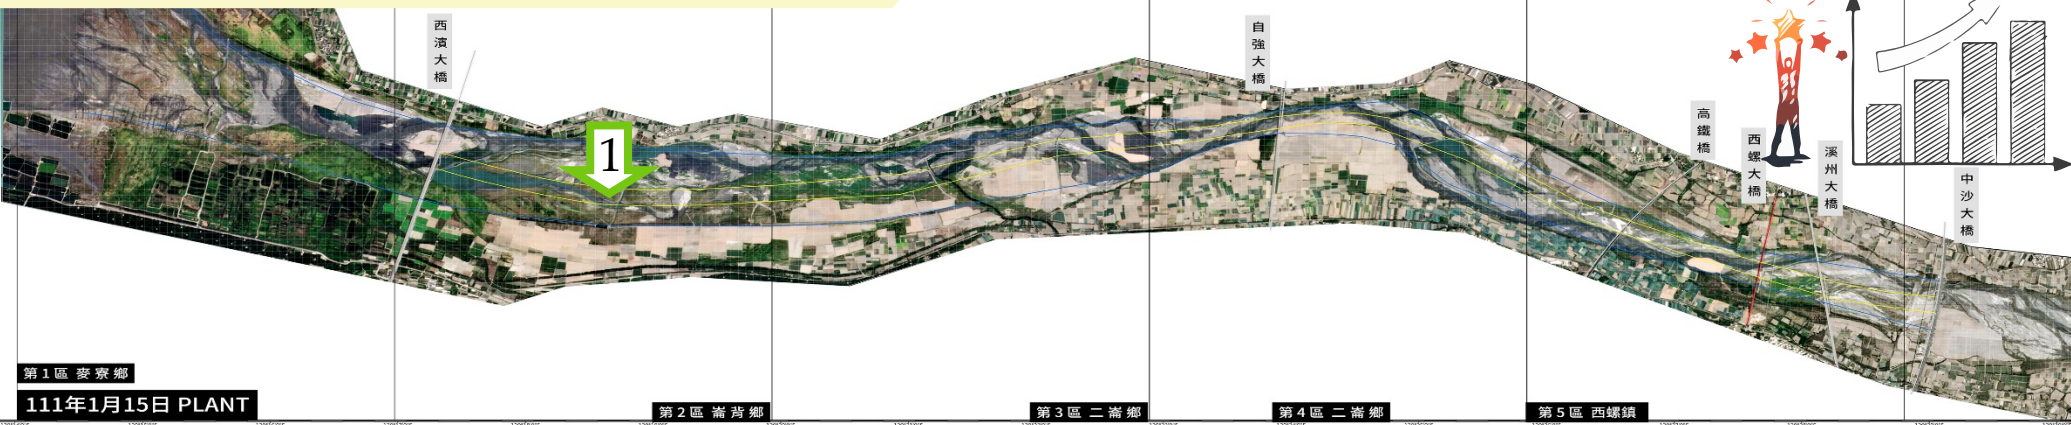 西濱大橋
自強大橋
高鐵橋
西螺大橋
溪州大橋
中沙大橋
1
第1區 麥寮鄉
111年1月15日 PLANT
第2區 崙背鄉
第3區 二崙鄉
第4區 二崙鄉
第5區 西螺鎮